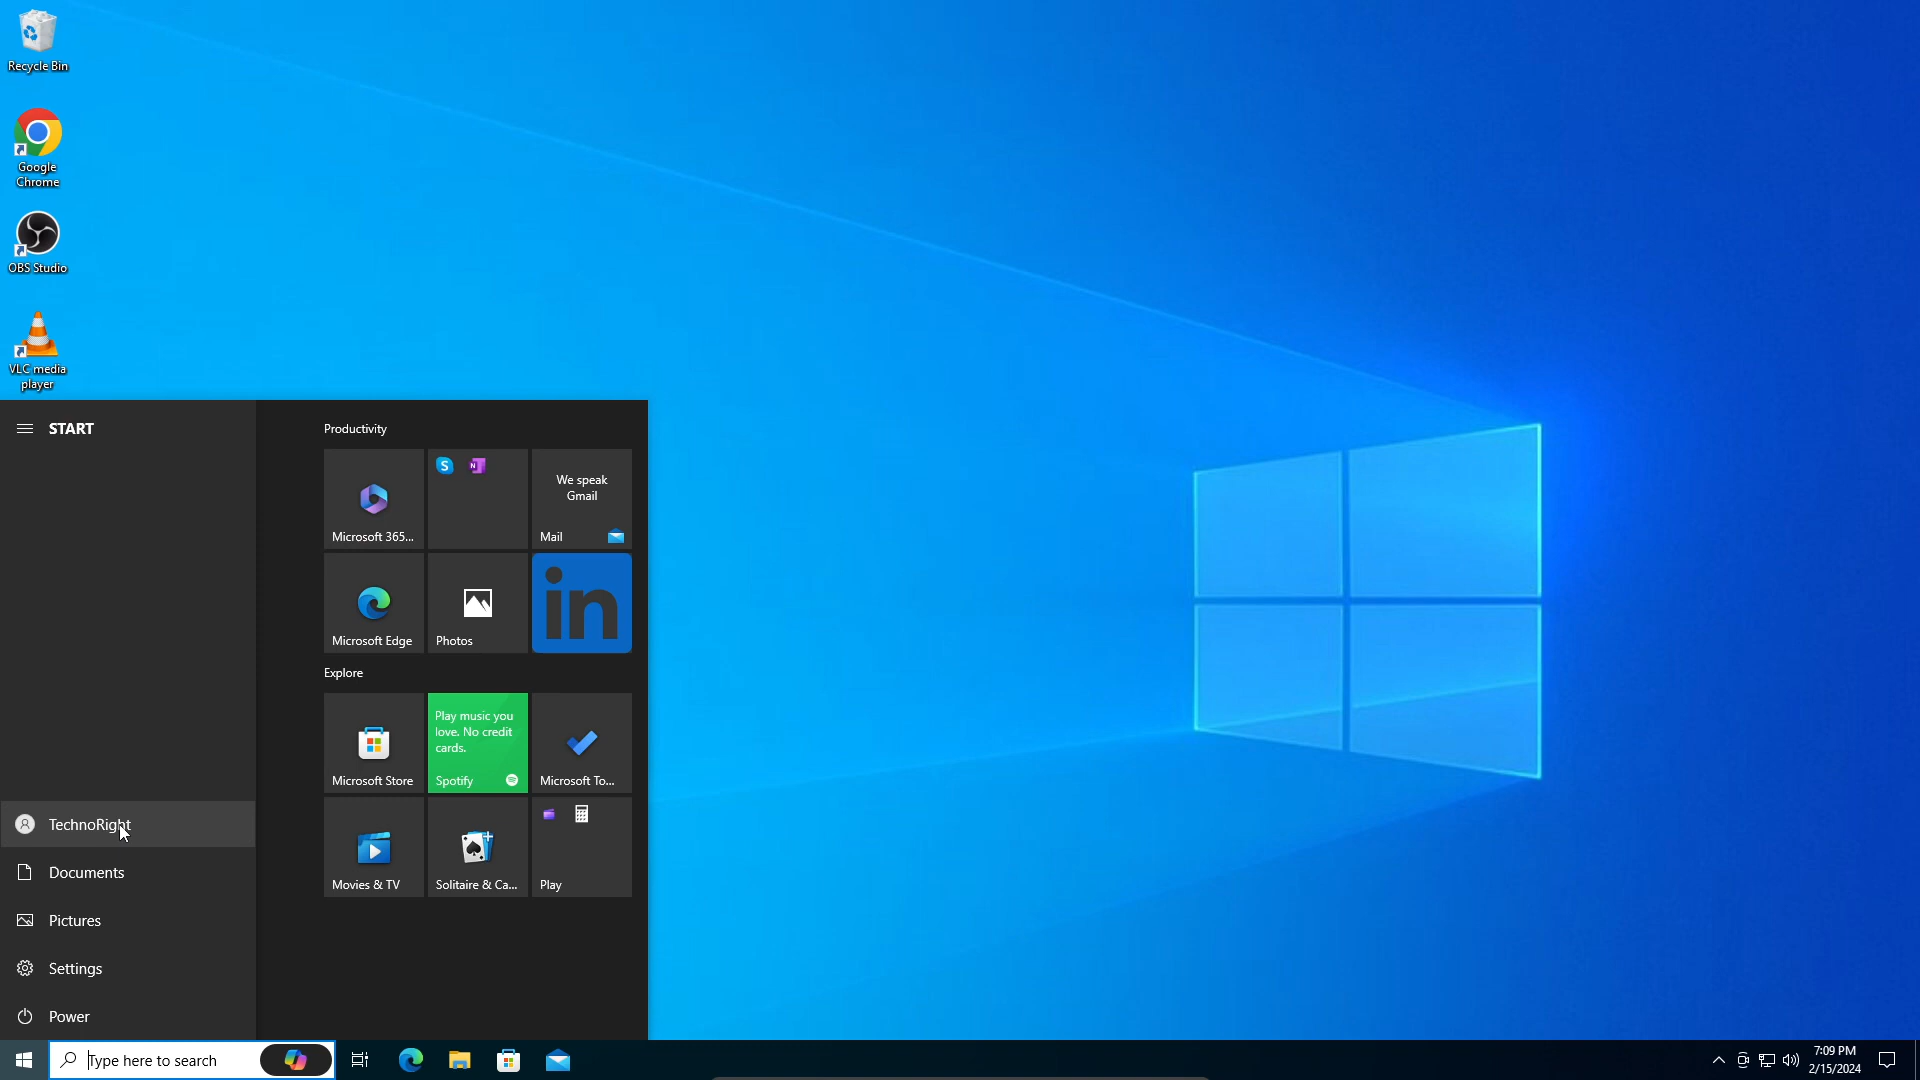 Recycle Bin
Google
Chrome
OBS Studio
VLC media
player
START
TechnoRight
Documents
Pictures
Settings
Power
Productivity
Microsoft 365...
We speak
Gmail
Mail
Microsoft Edge
Photos
in
Explore
Microsoft Store
Play music you
love. No credit
cards.
Spotify
Microsoft To...
Movies & TV
Solitaire & Ca...
Play
Type here to search
7:09 PM
2/15/2024